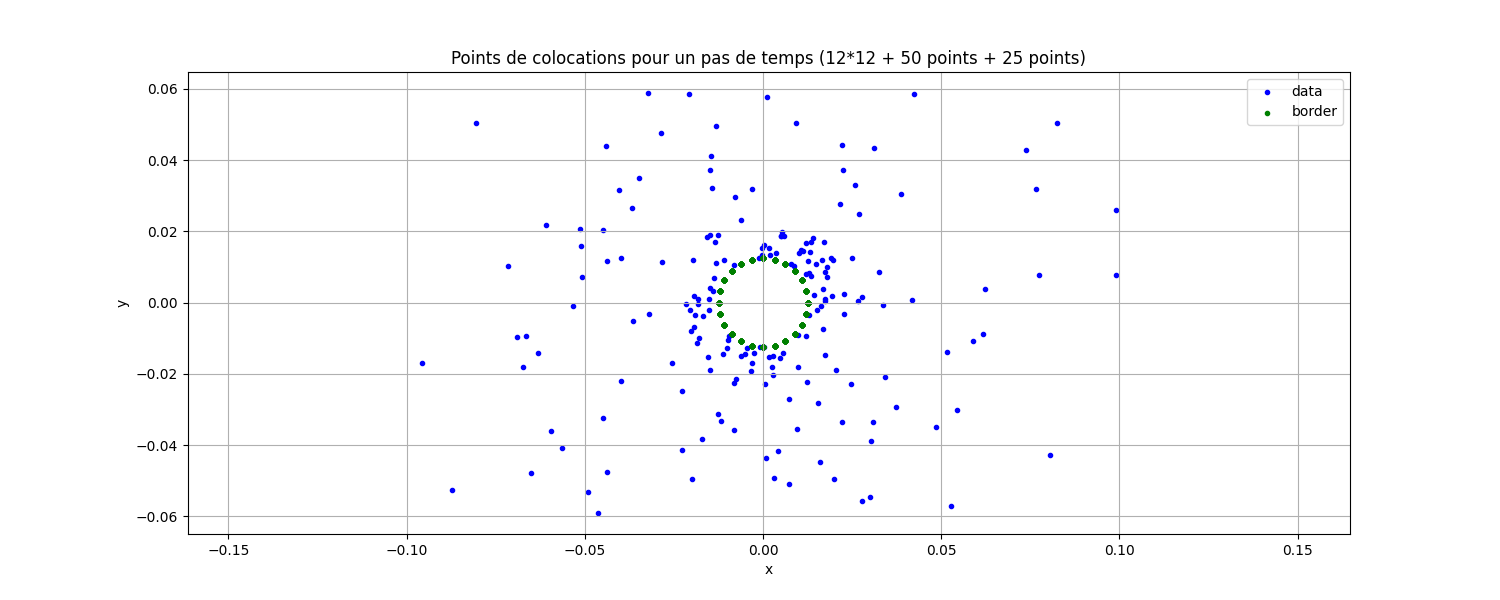 Points de colocations pour un pas de temps (12*12 + 50 points + 25 points)
data
border
0.06
0.04
0.02
0.00
−0.02
−0.04
−0.06
y
−0.15
−0.10
−0.05
0.00
0.05
0.10
0.15
x